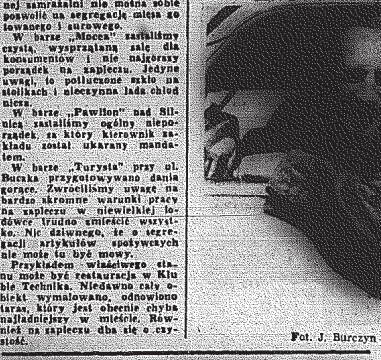 nej zamrażalni nie można sobie
pozwolić na segregację mięsa go
towanego i surowego.
W barze „Mocca" zastaliśmy
czystą, wysprzątaną salę dla
konsumentów i nie najgorszy
porządek na zapleczu. Jedyne
uwagi, to potłuczone szkło na
stolikach i nieczynna lada chłod
nicza.
W barze „Pawilon" nad Sil-
nicą zastaliśmy ogólny niepo-
rządek, za który kierownik za-
kładu został ukarany manda
tem.
W barze „Turysta" przy ul.
Buczka przygotowywano dania
gorące. Zwróciliśmy uwagę na
bardzo skromne warunki pracy
na zapleczu w niewielkiej lo-
dówce trudno zmieścić wszyst-
ko. Nic dziwnego, że o segre-
gacji artykułów spożywczych
nie może tu być mowy.
Przykładem właściwego sta-
nu może być restauracja w Klu
bie Technika. Niedawno cały o-
biekt wymalowano, odnowiono
taras, który jest obecnie chyba
najładniejszy w mieście. Rów-
nież na zapleczu dba się o czy-
stość.
Fot. J. Burczyn